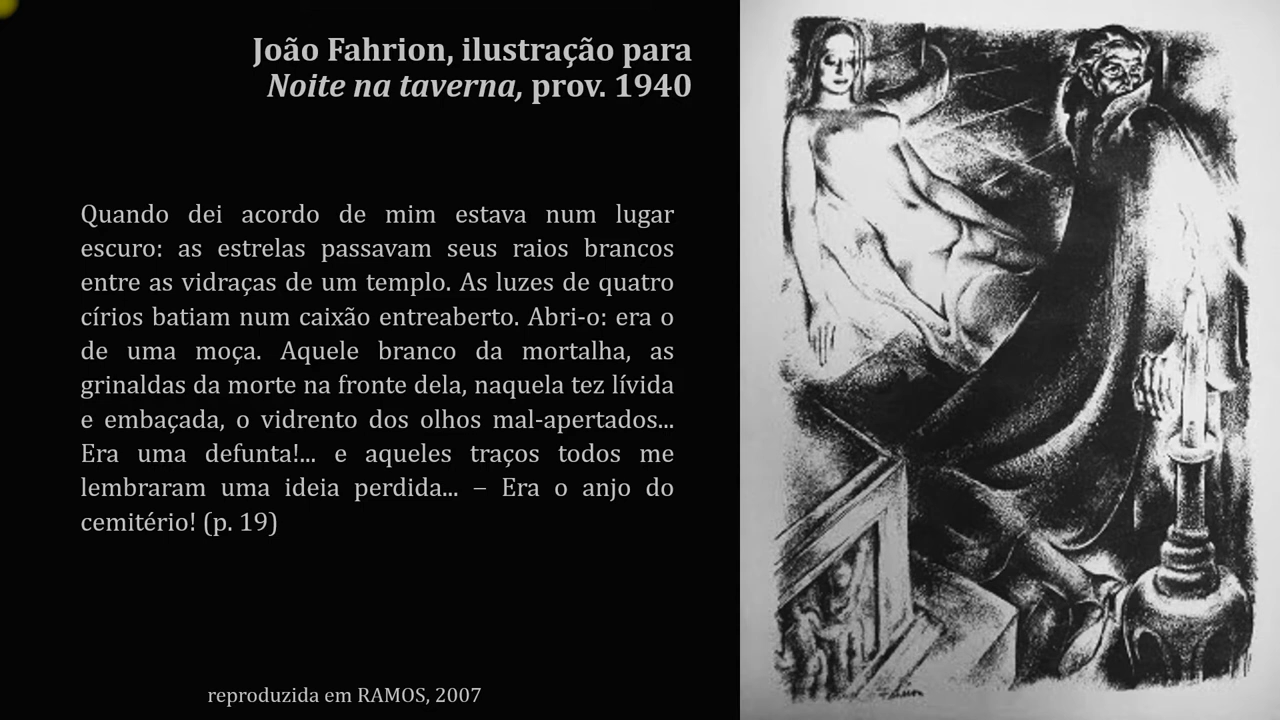 João Fahrion, ilustração para
Noite na taverna, prov. 1940
Quando dei acordo de mim estava num lugar
escuro: as estrelas passavam seus raios brancos
entre as vidraças de um templo. As luzes de quatro
círios batiam num caixão entreaberto. Abri-o: era o
de uma moça. Aquele branco da mortalha, as
grinaldas da morte na fronte dela, naquela tez lívida
e embaçada, o vidrento dos olhos mal-apertados...
Era uma defunta!... e aqueles traços todos me
lembraram uma ideia perdida... – Era o anjo do
cemitério! (p. 19)
reproduzida em RAMOS, 2007